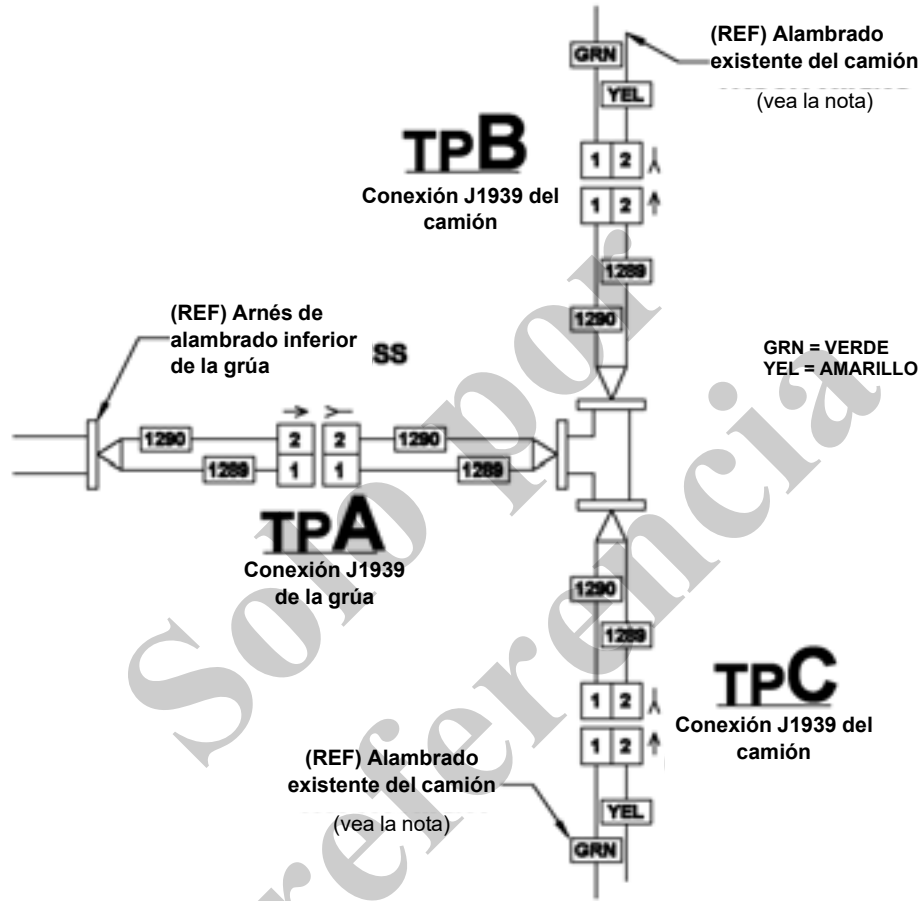 (REF) Alambrado
existente del camión
(vea la nota)
GRN
YEL
TPB
Conexión J1939 del
camión
1 2
1 2
1289
1290
(REF) Arnés de
alambrado inferior
de la grúa
SS
GRN = VERDE
YEL = AMARILLO
1290 2 2 1290
1289 1 1 1289
TPA
Conexión J1939
de la grúa
1290
1289
1 2
1 2
TPC
Conexión J1939 del
camión
(REF) Alambrado
existente del camión
(vea la nota)
YEL
GRN
Solo por
referencia